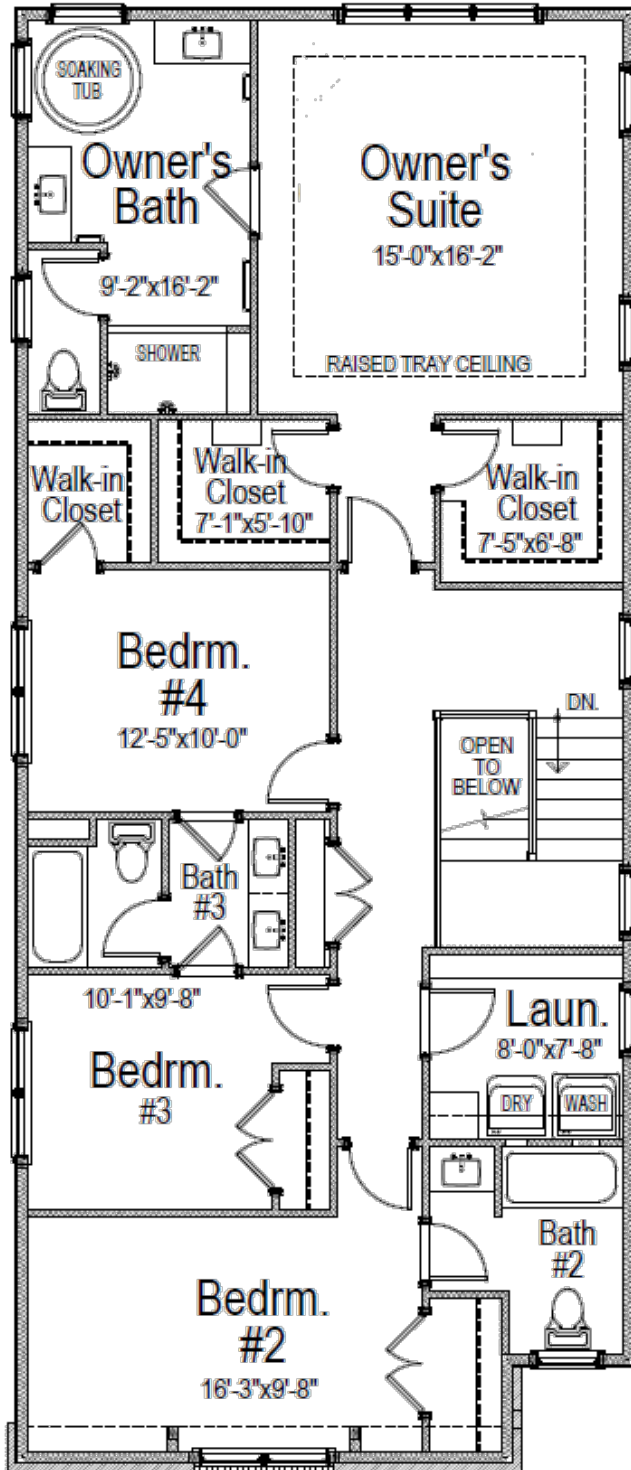 SOAKING
TUB
Owner's
Bath
9'-2"x16'-2"
SHOWER
Owner's
Suite
15'-0"x16'-2"
RAISED TRAY CEILING
Walk-in
Closet
Walk-in
Closet
7'-1"x5'-10"
Walk-in
Closet
7'-5"x6'-8"
Bedrm.
#4
12'-5"x10'-0"
DN.
OPEN
TO
BELOW
Bath
#3
10'-1"x9'-8"
Bedrm.
#3
Laun.
8'-0"x7'-8"
DRY
WASH
Bath
#2
Bedrm.
#2
16'-3"x9'-8"